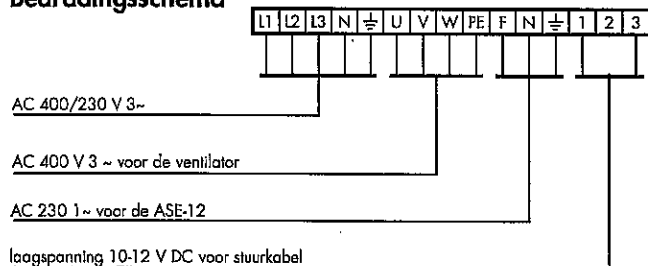 Bedradingsschema
L1 L2 L3 N ⏚ U V W PE F N ⏚ 1 2 3
AC 400/230 V 3~
AC 400 V 3 ~ voor de ventilator
AC 230 1~ voor de ASE-12
laagspanning 10-12 V DC voor stuurkabel